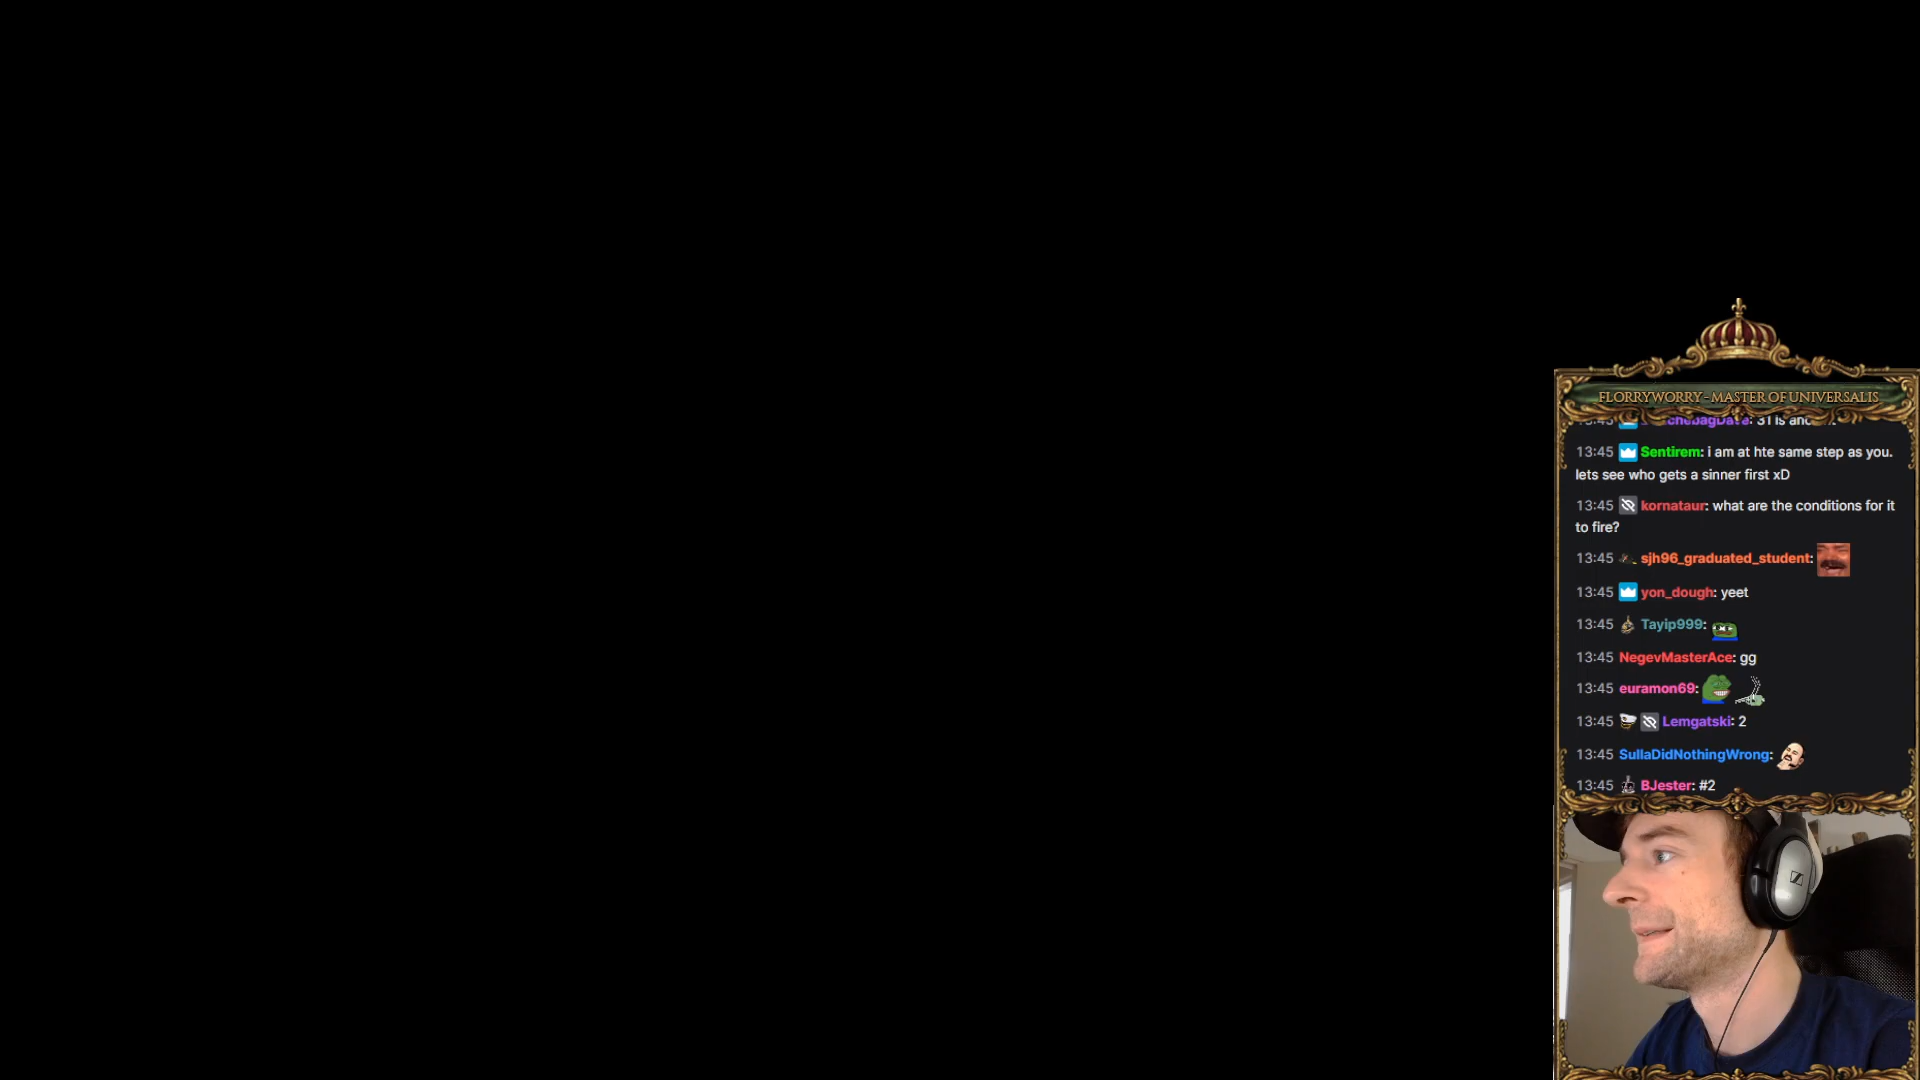 FLORRYWORRY - MASTER OF UNIVERSALIS
13:45 Sentirem: i am at hte same step as you.
lets see who gets a sinner first xD
13:45 kornataur: what are the conditions for it
to fire?
13:45 sjh96_graduated_student:
13:45 yon_dough: yeet
13:45 Tayip999:
13:45 NegevMasterAce: gg
13:45 euramon69:
13:45 Lemgatski: 2
13:45 SullaDidNothingWrong:
13:45 BJester: #2